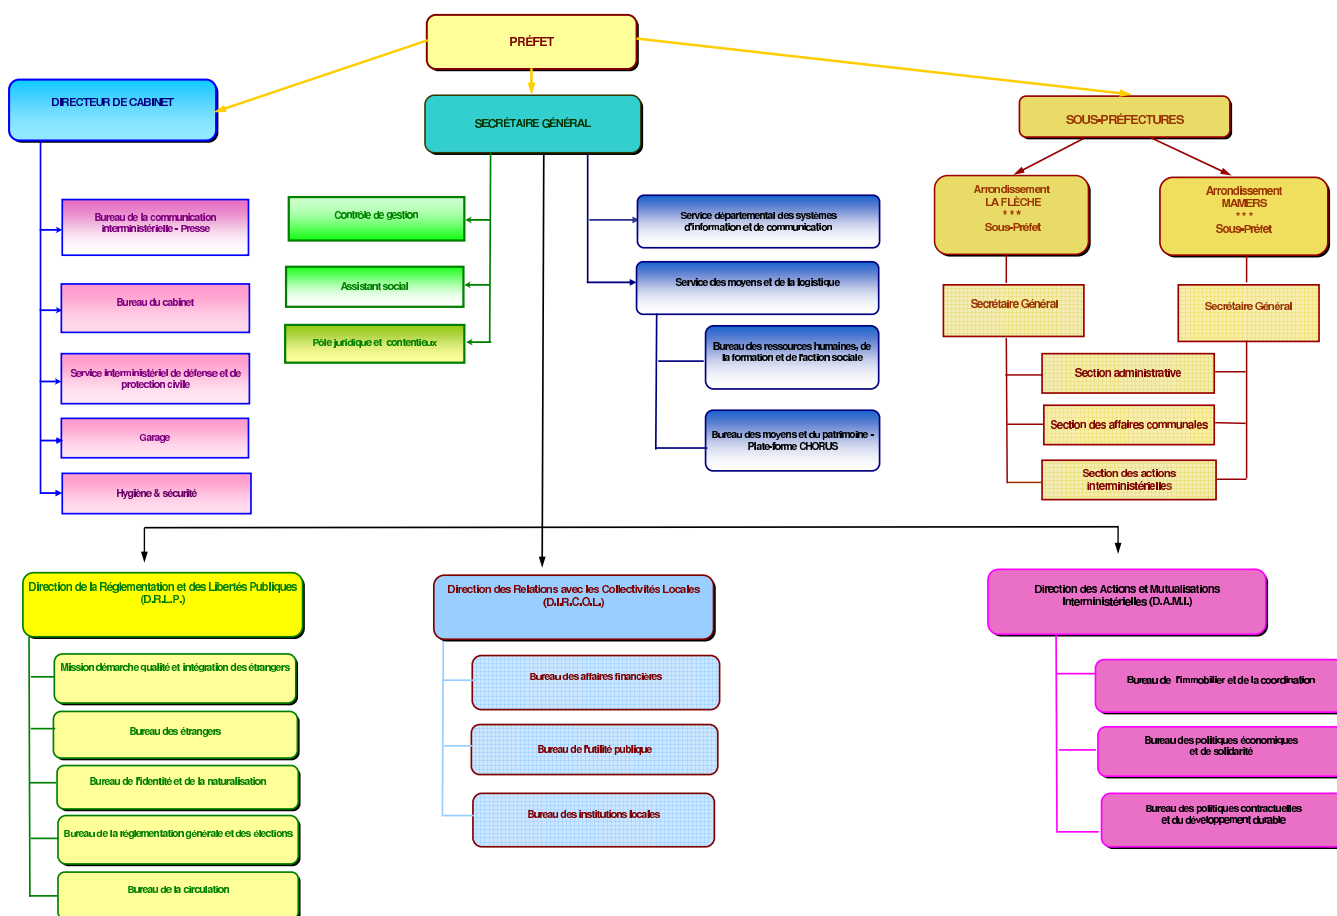 PRÉFET
DIRECTEUR DE CABINET
SECRÉTAIRE GÉNÉRAL
SOUS-PRÉFECTURES
Bureau de la communication
interministérielle - Presse
Bureau du cabinet
Service interministériel de défense et de
protection civile
Garage
Hygiène & sécurité
Contrôle de gestion
Assistant social
Pôle juridique et contentieux
Service départemental des systèmes
d'information et de communication
Service des moyens et de la logistique
Bureau des ressources humaines, de
la formation et de l'action sociale
Bureau des moyens et du patrimoine -
Plate-forme CHORUS
Arrondissement
LA FLÈCHE
* * *
Sous-Préfet
Arrondissement
MAMERS
* * *
Sous-Préfet
Secrétaire Général
Secrétaire Général
Section administrative
Section des affaires communales
Section des actions
interministérielles
Direction de la Réglementation et des Libertés Publiques
(D.R.L.P.)
Mission démarche qualité et intégration des étrangers
Bureau des étrangers
Bureau de l'identité et de la naturalisation
Bureau de la réglementation générale et des élections
Bureau de la circulation
Direction des Relations avec les Collectivités Locales
(D.I.R.C.O.L.)
Bureau des affaires financières
Bureau de l'utilité publique
Bureau des institutions locales
Direction des Actions et Mutualisations
Interministérielles (D.A.M.I.)
Bureau de l'immobilier et de la coordination
Bureau des politiques économiques
et de solidarité
Bureau des politiques contractuelles
et du développement durable